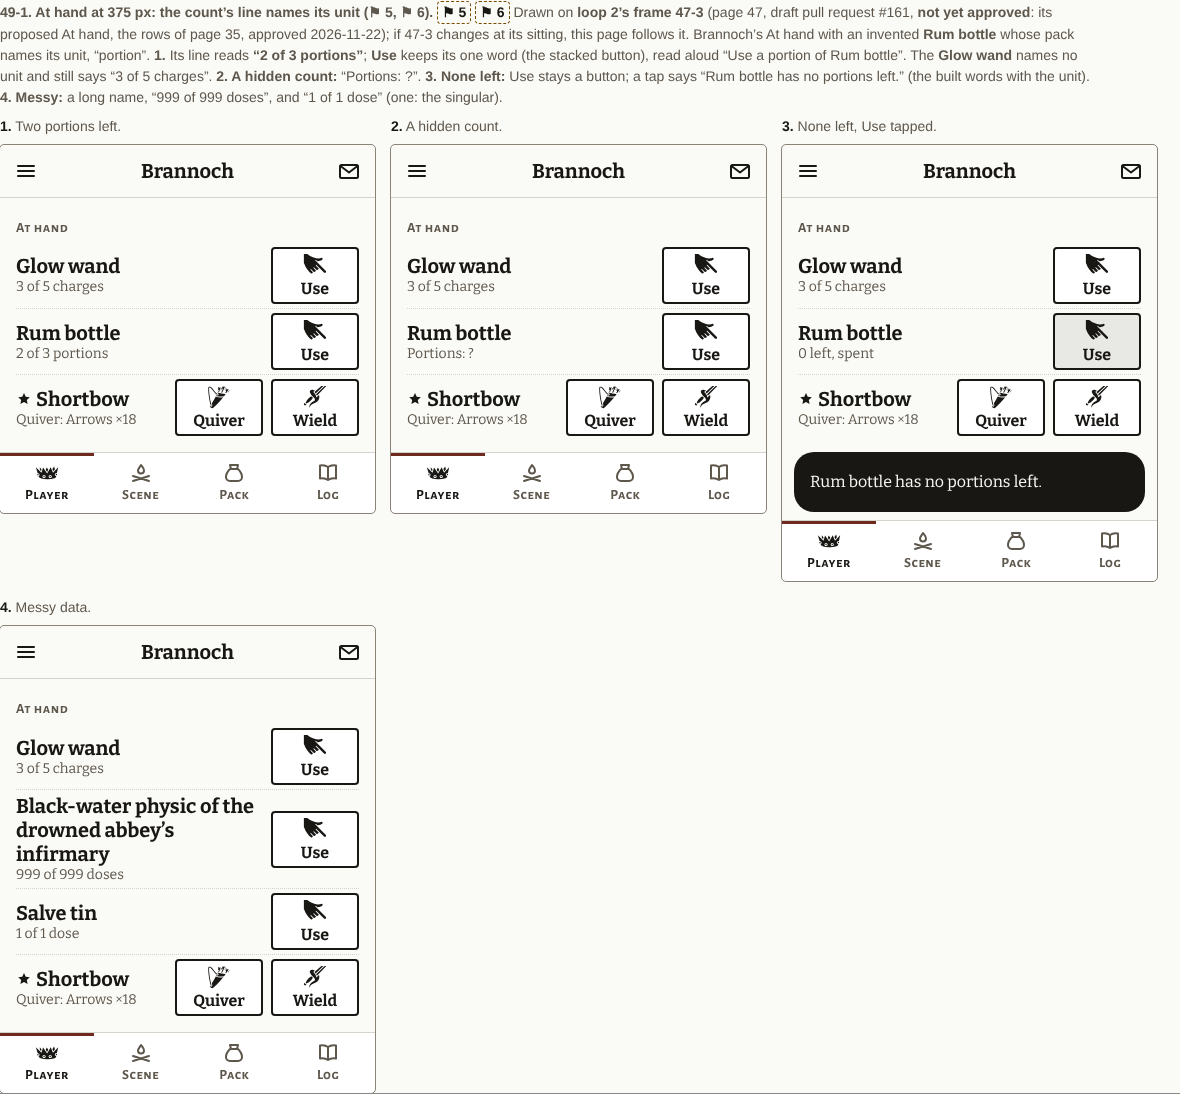 49-1. At hand at 375 px: the count’s line names its unit (⚑ 5, ⚑ 6). ⚑ 5 ⚑ 6 Drawn on loop 2’s frame 47-3 (page 47, draft pull request #161, not yet approved: its
proposed At hand, the rows of page 35, approved 2026-11-22); if 47-3 changes at its sitting, this page follows it. Brannoch’s At hand with an invented Rum bottle whose pack
names its unit, “portion”. 1. Its line reads “2 of 3 portions”; Use keeps its one word (the stacked button), read aloud “Use a portion of Rum bottle”. The Glow wand names no
unit and still says “3 of 5 charges”. 2. A hidden count: “Portions: ?”. 3. None left: Use stays a button; a tap says “Rum bottle has no portions left.” (the built words with the unit).
4. Messy: a long name, “999 of 999 doses”, and “1 of 1 dose” (one: the singular).
1. Two portions left.
Brannoch
At hand
Glow wand
3 of 5 charges
Use
Rum bottle
2 of 3 portions
Use
Shortbow
Quiver: Arrows ×18
Quiver
Wield
Player
Scene
Pack
Log
2. A hidden count.
Brannoch
At hand
Glow wand
3 of 5 charges
Use
Rum bottle
Portions: ?
Use
Shortbow
Quiver: Arrows ×18
Quiver
Wield
Player
Scene
Pack
Log
3. None left, Use tapped.
Brannoch
At hand
Glow wand
3 of 5 charges
Use
Rum bottle
0 left, spent
Use
Shortbow
Quiver: Arrows ×18
Quiver
Wield
Rum bottle has no portions left.
Player
Scene
Pack
Log
4. Messy data.
Brannoch
At hand
Glow wand
3 of 5 charges
Use
Black-water physic of the
drowned abbey’s
infirmary
999 of 999 doses
Use
Salve tin
1 of 1 dose
Use
Shortbow
Quiver: Arrows ×18
Quiver
Wield
Player
Scene
Pack
Log